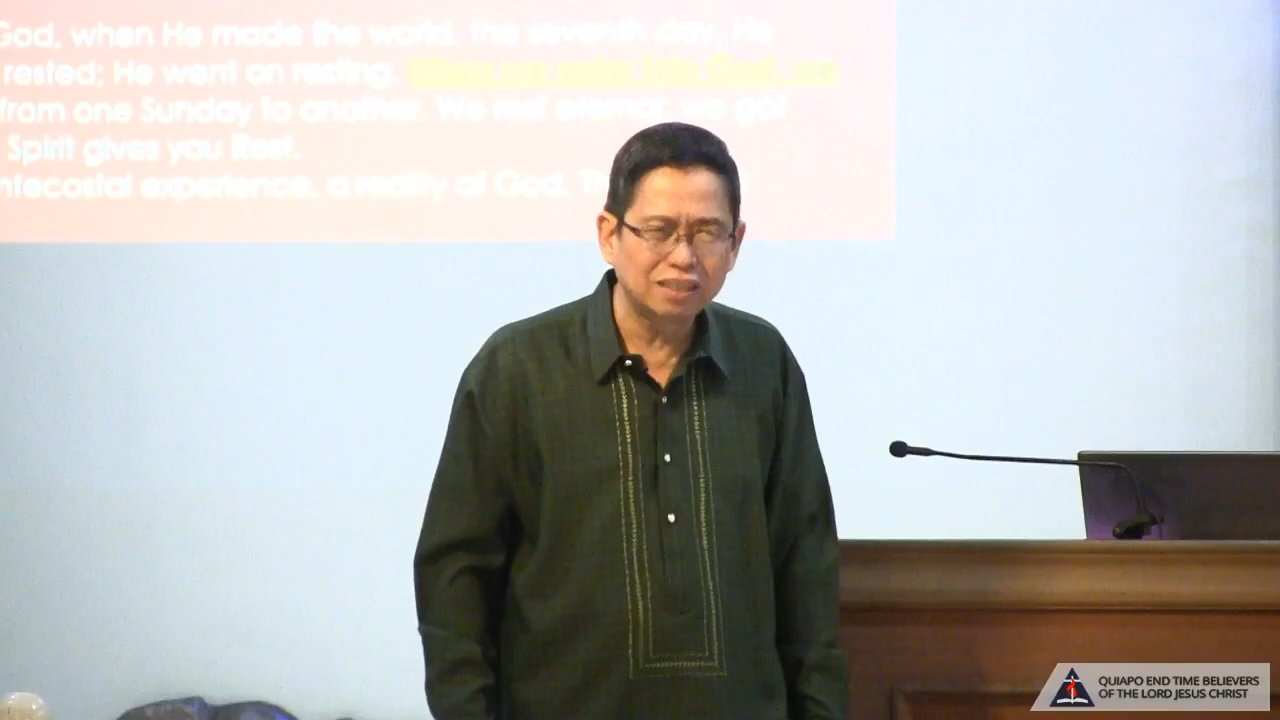 God, when He made the world, the seventh day, He
rested; He went on resting.
from one Sunday to another. We rest eternal; we got
Spirit gives you Rest.
ntecostal experience, a reality of God.
QUIAPO END TIME BELIEVERS
OF THE LORD JESUS CHRIST